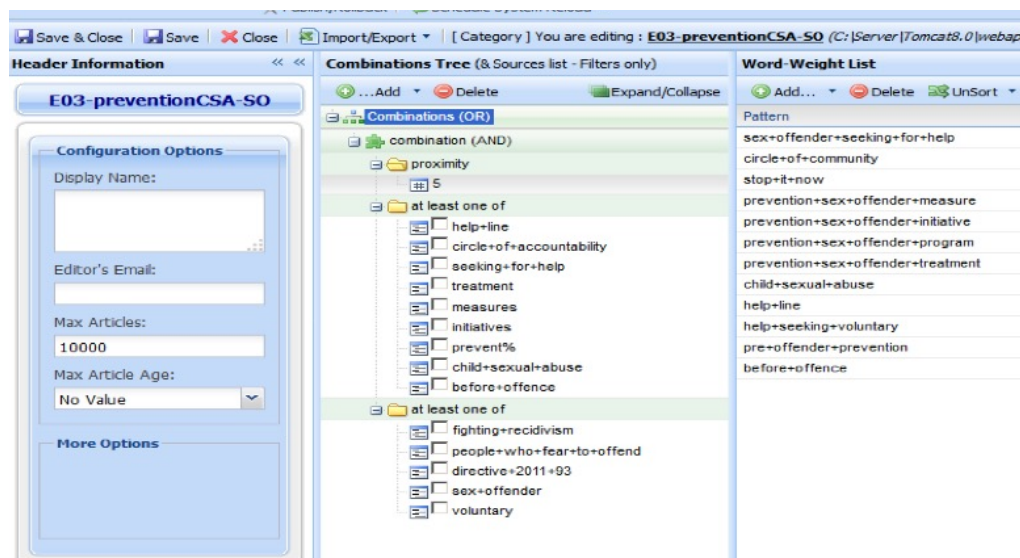 Save & Close Save Close Import/Export [ Category ] You are editing : E03-preventionCSA-SO (C:|Server|Tomcat8.0|webap
Header Information
E03-preventionCSA-SO
Configuration Options
Display Name:
Editor's Email:
Max Articles:
10000
Max Article Age:
No Value
More Options
Combinations Tree (& Sources list - Filters only)
...Add Delete Expand/Collapse
Combinations (OR)
combination (AND)
proximity
5
at least one of
help+line
circle+of+accountability
seeking+for+help
treatment
measures
initiatives
prevent%
child+sexual+abuse
before+offence
at least one of
fighting+recidivism
people+who+fear+to+offend
directive+2011+93
sex+offender
voluntary
Word-Weight List
Add... Delete UnSort
Pattern
sex+offender+seeking+for+help
circle+of+community
stop+it+now
prevention+sex+offender+measure
prevention+sex+offender+initiative
prevention+sex+offender+program
prevention+sex+offender+treatment
child+sexual+abuse
help+line
help+seeking+voluntary
pre+offender+prevention
before+offence